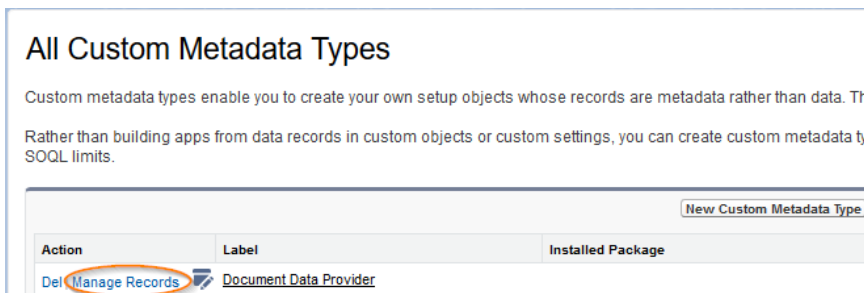 All Custom Metadata Types
Custom metadata types enable you to create your own setup objects whose records are metadata rather than data.
Rather than building apps from data records in custom objects or custom settings, you can create custom metadata
SOQL limits.
New Custom Metadata Type
Action Label Installed Package
Del Manage Records Document Data Provider